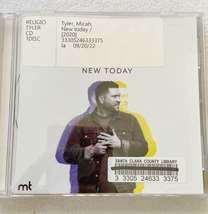 RELIGIO
TYLER
CD
1DISC
Tyler, Micah,
New today /
[2020]
33305246333375
la 09/20/22
NEW TODAY
mt
SANTA CLARA COUNTY LIBRARY
3 3305 24633 3375